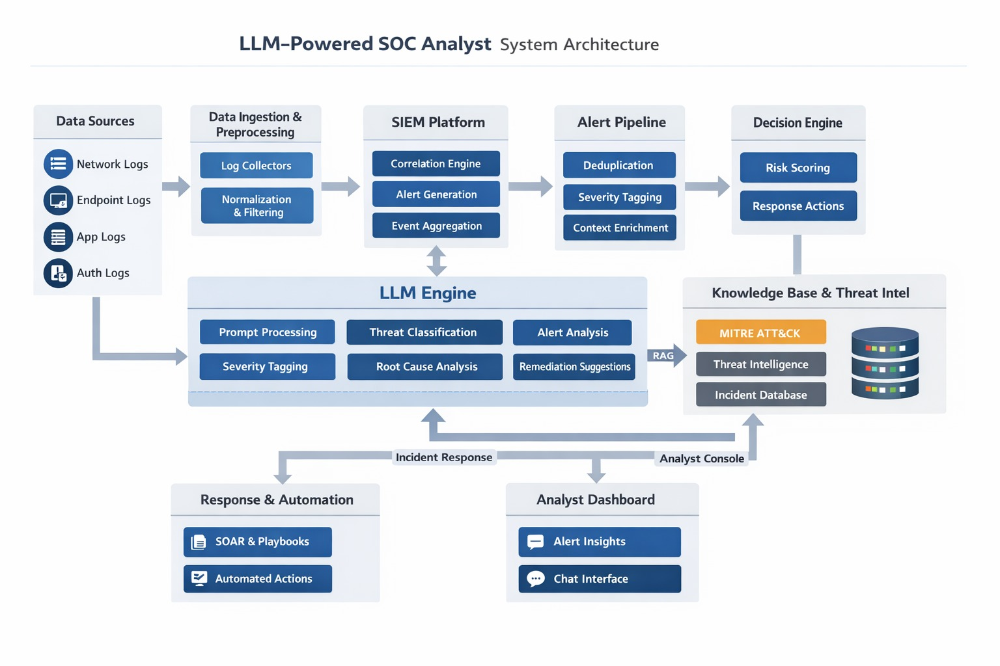 LLM–Powered SOC Analyst System Architecture
Data Sources
Network Logs
Endpoint Logs
App Logs
Auth Logs
Data Ingestion &
Preprocessing
Log Collectors
Normalization
& Filtering
SIEM Platform
Correlation Engine
Alert Generation
Event Aggregation
Alert Pipeline
Deduplication
Severity Tagging
Context Enrichment
Decision Engine
Risk Scoring
Response Actions
LLM Engine
Prompt Processing
Threat Classification
Alert Analysis
Severity Tagging
Root Cause Analysis
Remediation Suggestions
RAG
Knowledge Base & Threat Intel
MITRE ATT&CK
Threat Intelligence
Incident Database
Incident Response
Analyst Console
Response & Automation
SOAR & Playbooks
Automated Actions
Analyst Dashboard
Alert Insights
Chat Interface